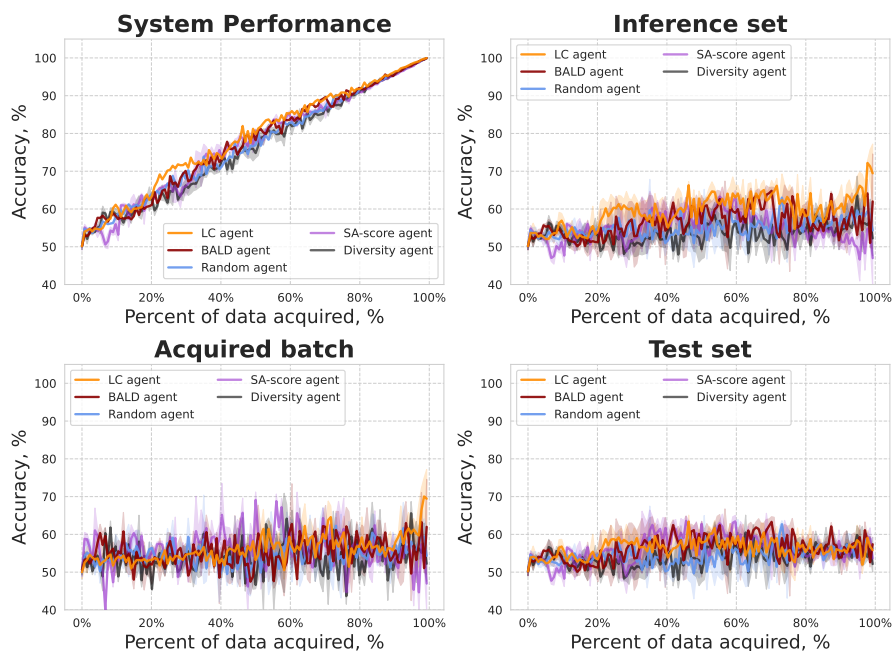 System Performance
Accuracy, %
100
90
80
70
60
50
40
LC agent
BALD agent
Random agent
SA-score agent
Diversity agent
0% 20% 40% 60% 80% 100%
Percent of data acquired, %
Inference set
Accuracy, %
100
90
80
70
60
50
40
LC agent
BALD agent
Random agent
SA-score agent
Diversity agent
0% 20% 40% 60% 80% 100%
Percent of data acquired, %
Acquired batch
Accuracy, %
100
90
80
70
60
50
40
LC agent
BALD agent
Random agent
SA-score agent
Diversity agent
0% 20% 40% 60% 80% 100%
Percent of data acquired, %
Test set
Accuracy, %
100
90
80
70
60
50
40
LC agent
BALD agent
Random agent
SA-score agent
Diversity agent
0% 20% 40% 60% 80% 100%
Percent of data acquired, %